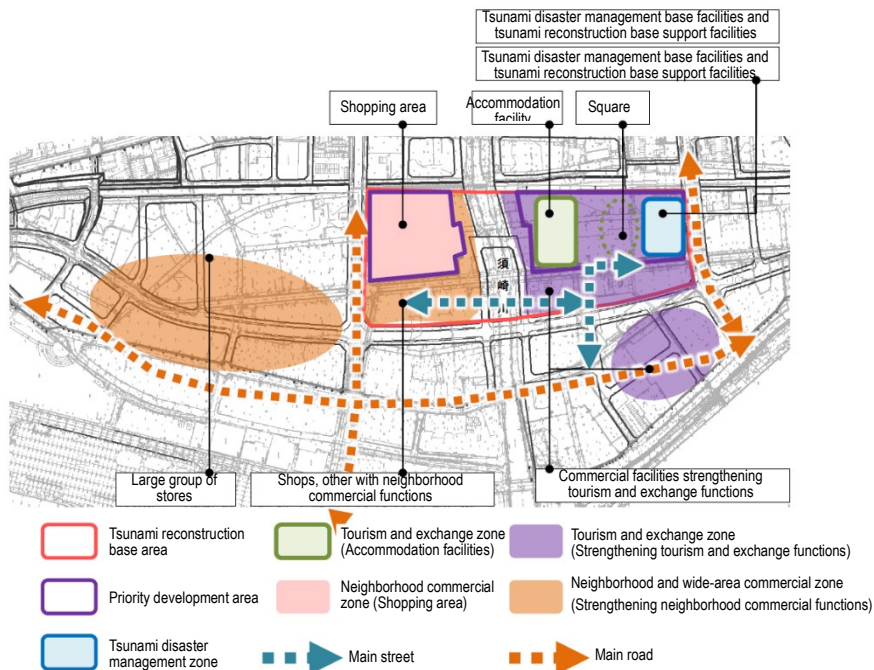 Tsunami disaster management base facilities and
tsunami reconstruction base support facilities
Tsunami disaster management base facilities and
tsunami reconstruction base support facilities
Shopping area
Accommodation
facility
Square
須
崎
川
Large group of
stores
Shops, other with neighborhood
commercial functions
Commercial facilities strengthening
tourism and exchange functions
Tsunami reconstruction
base area
Tourism and exchange zone
(Accommodation facilities)
Tourism and exchange zone
(Strengthening tourism and exchange functions)
Priority development area
Neighborhood commercial
zone (Shopping area)
Neighborhood and wide-area commercial zone
(Strengthening neighborhood commercial functions)
Tsunami disaster
management zone
Main street
Main road